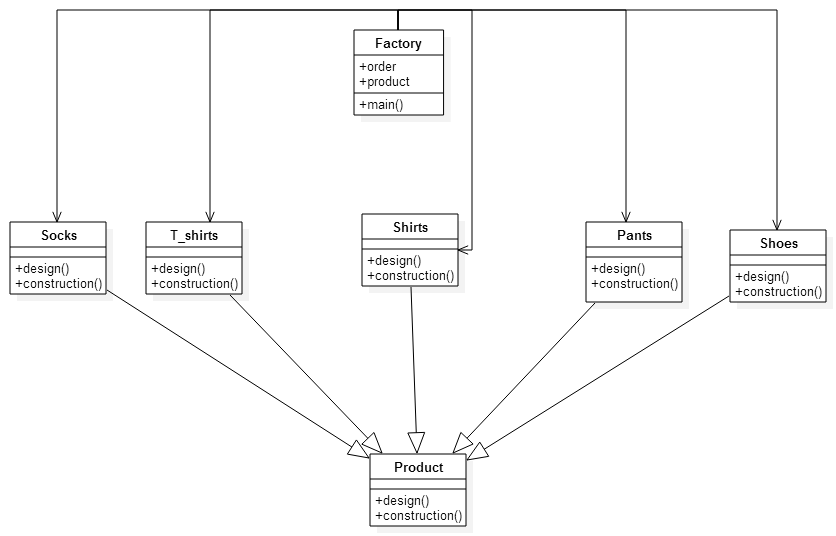 Factory
+order
+product
+main()
Socks
+design()
+construction()
T_shirts
+design()
+construction()
Shirts
+design()
+construction()
Pants
+design()
+construction()
Shoes
+design()
+construction()
Product
+design()
+construction()